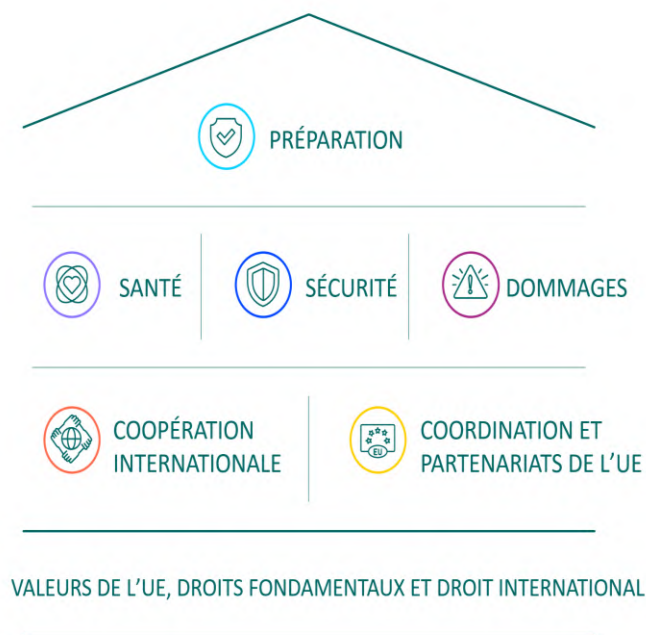 PRÉPARATION
SANTÉ
SÉCURITÉ
DOMMAGES
COOPÉRATION
INTERNATIONALE
EU
COORDINATION ET
PARTENARIATS DE L’UE
VALEURS DE L’UE, DROITS FONDAMENTAUX ET DROIT INTERNATIONAL